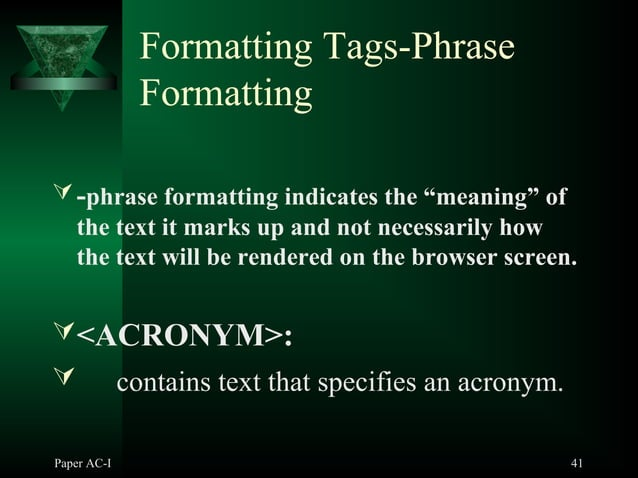 Formatting Tags-Phrase
Formatting
-phrase formatting indicates the “meaning” of
the text it marks up and not necessarily how
the text will be rendered on the browser screen.
<ACRONYM>:
contains text that specifies an acronym.
Paper AC-I
41